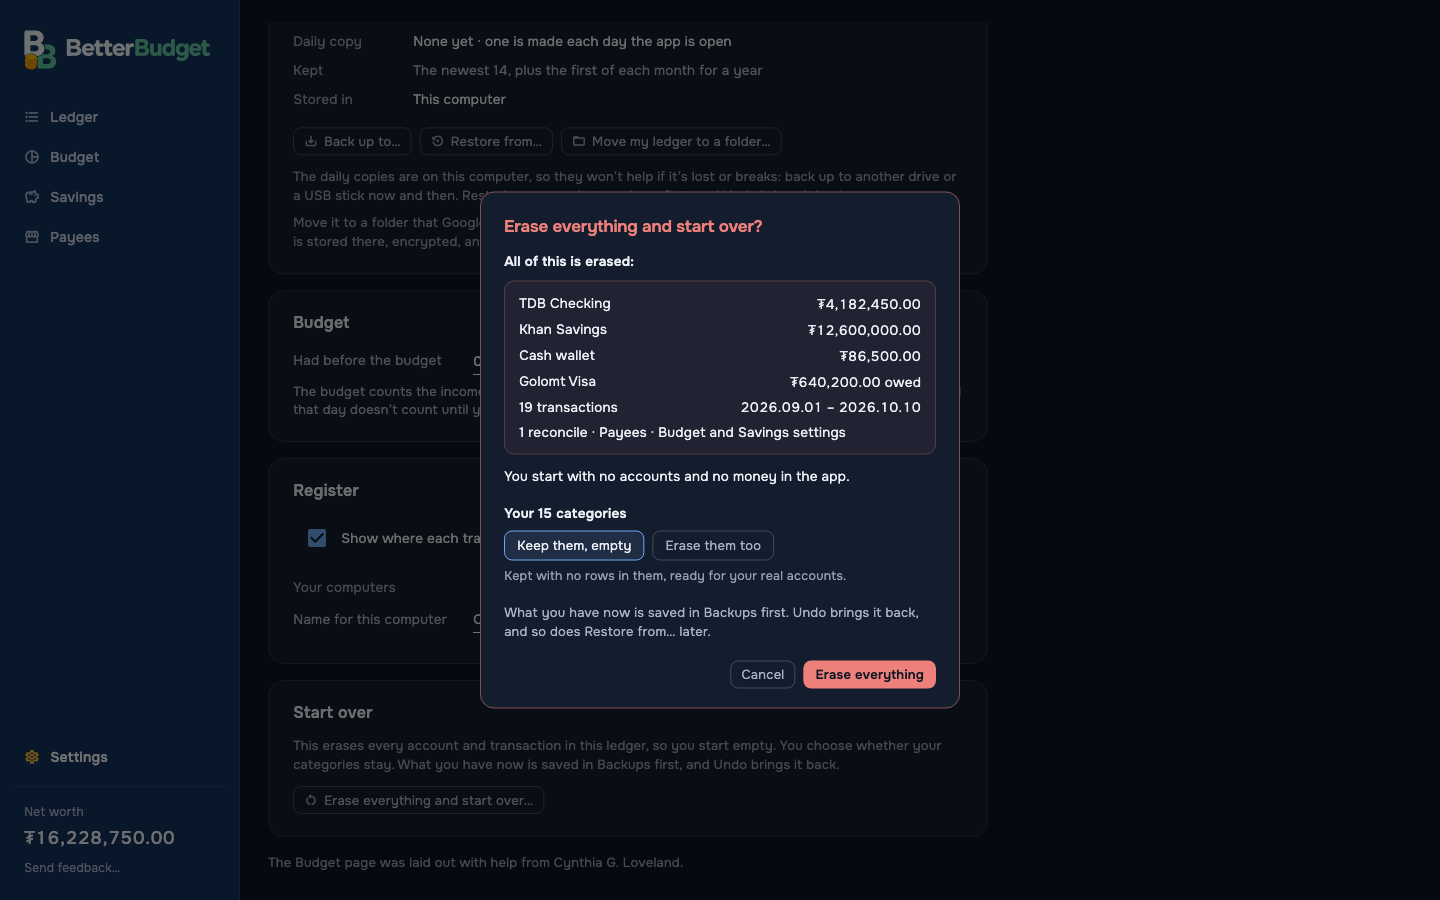 BetterBudget
Ledger
Budget
Savings
Payees
Settings
Net worth
₮16,228,750.00
Send feedback...
Daily copy None yet · one is made each day the app is open
Kept The newest 14, plus the first of each month for a year
Stored in This computer
Back up to... Restore from... Move my ledger to a folder...
The daily copies are on this computer, so they won't help if it's lost or breaks: back up to another drive or
a USB stick now and then.
Move it to a folder that
is stored there, encrypted,
Budget
Had before the budget
The budget counts the
that day doesn't count until
Register
Show where each
Your computers
Name for this computer
Start over
This erases every account and transaction in this ledger, so you start empty. You choose whether your
categories stay. What you have now is saved in Backups first, and Undo brings it back.
Erase everything and start over...
The Budget page was laid out with help from Cynthia G. Loveland.
Erase everything and start over?
All of this is erased:
TDB Checking ₮4,182,450.00
Khan Savings ₮12,600,000.00
Cash wallet ₮86,500.00
Golomt Visa ₮640,200.00 owed
19 transactions 2026.09.01 – 2026.10.10
1 reconcile · Payees · Budget and Savings settings
You start with no accounts and no money in the app.
Your 15 categories
Keep them, empty Erase them too
Kept with no rows in them, ready for your real accounts.
What you have now is saved in Backups first. Undo brings it back,
and so does Restore from... later.
Cancel Erase everything